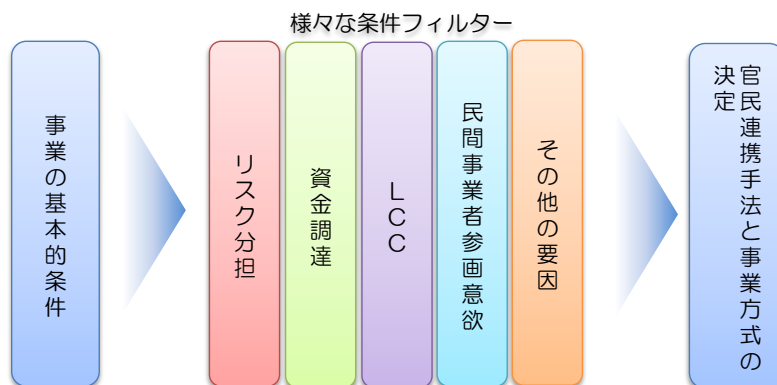 様々な条件フィルター
事業の基本的条件
リスク分担
資金調達
LCC
民間事業者参画意欲
その他の要因
官民連携手法と事業方式の
決定